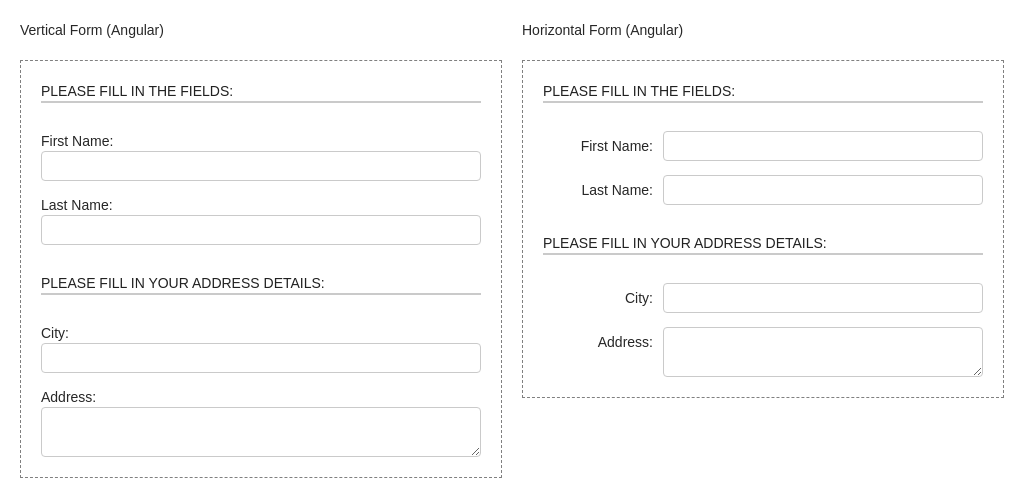 Vertical Form (Angular)
PLEASE FILL IN THE FIELDS:
First Name:
Last Name:
PLEASE FILL IN YOUR ADDRESS DETAILS:
City:
Address:
Horizontal Form (Angular)
PLEASE FILL IN THE FIELDS:
First Name:
Last Name:
PLEASE FILL IN YOUR ADDRESS DETAILS:
City:
Address: